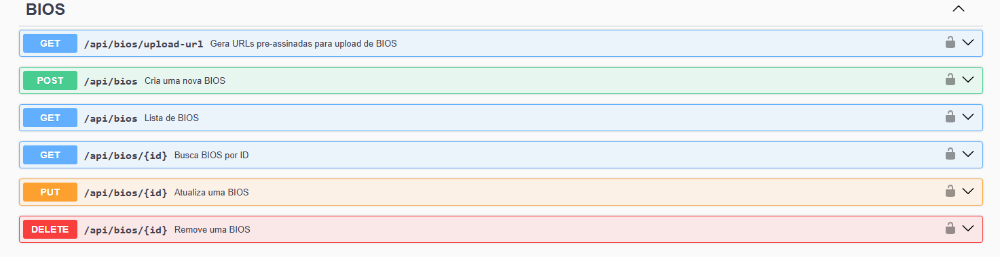 BIOS
GET /api/bios/upload-url Gera URLs pre-assinadas para upload de BIOS
POST /api/bios Cria uma nova BIOS
GET /api/bios Lista de BIOS
GET /api/bios/{id} Busca BIOS por ID
PUT /api/bios/{id} Atualiza uma BIOS
DELETE /api/bios/{id} Remove uma BIOS